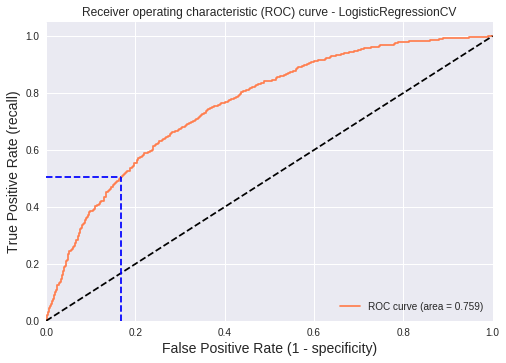 Receiver operating characteristic (ROC) curve - LogisticRegressionCV
True Positive Rate (recall)
1.0
0.8
0.6
0.4
0.2
0.0
ROC curve (area = 0.759)
0.0 0.2 0.4 0.6 0.8 1.0
False Positive Rate (1 - specificity)